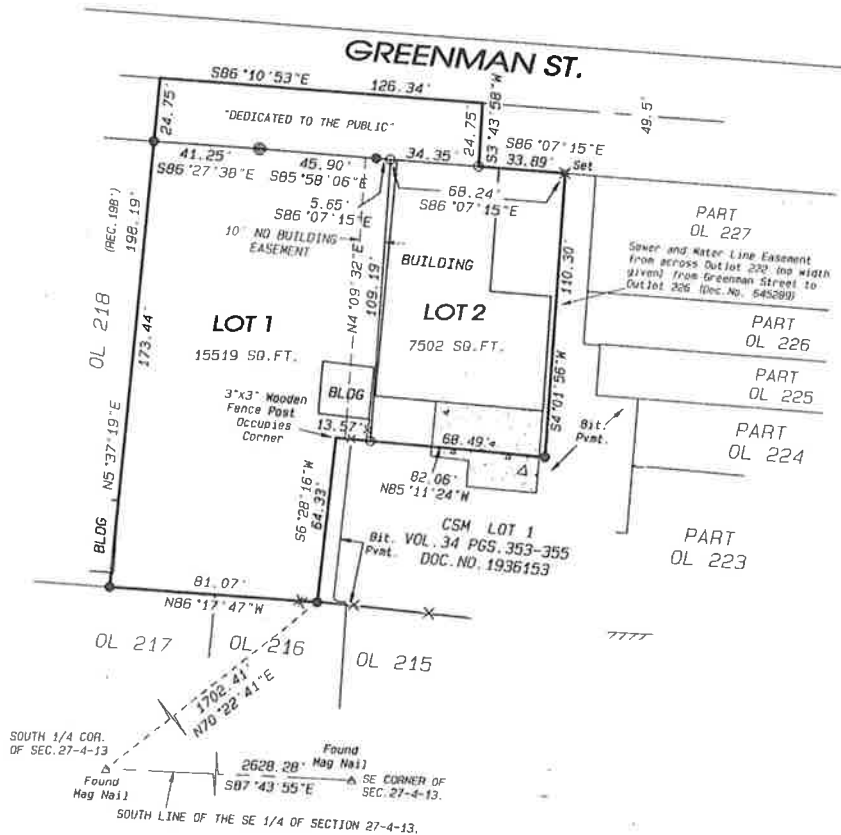 GREENMAN ST.
S86°10'53"E
126.34'
24.75'
"DEDICATED TO THE PUBLIC"
24.75'
S3°43'58"W
49.5'
S86°07'15"E
33.89'
Set
41.25'
S86°27'38"E
45.90'
S85°58'06"E
34.35'
5.65'
S86°07'15"E
68.24'
S86°07'15"E
10' NO BUILDING
EASEMENT
(REC.198')
198.19'
OL 218
173.44'
N5°37'19"E
N4°09'32"E
109.19'
BUILDING
110.30'
S4°01'56"W
PART
OL 227
Sewer and Water Line Easement
from across Outlot 222 (no width
given) from Greenman Street to
Outlot 226 (Doc.No. 645289)
LOT 1
15519 SQ.FT.
LOT 2
7502 SQ.FT.
PART
OL 226
PART
OL 225
PART
OL 224
PART
OL 223
BLDG
3"x3" Wooden
Fence Post
Occupies
Corner
13.57'
68.49'
82.06'
N85°11'24"W
Bit.
Pvmt.
S6°28'16"W
64.33'
CSM LOT 1
VOL.34 PGS.353-355
DOC.NO.1936153
Bit.
Pvmt.
BLDG
81.07'
N86°17'47"W
OL 217
OL 216
OL 215
1702.41'
N70°22'41"E
SOUTH 1/4 COR.
OF SEC.27-4-13
Found
Mag Nail
2628.28'
S87°43'55"E
Found
Mag Nail
SE CORNER OF
SEC.27-4-13.
SOUTH LINE OF THE SE 1/4 OF SECTION 27-4-13.